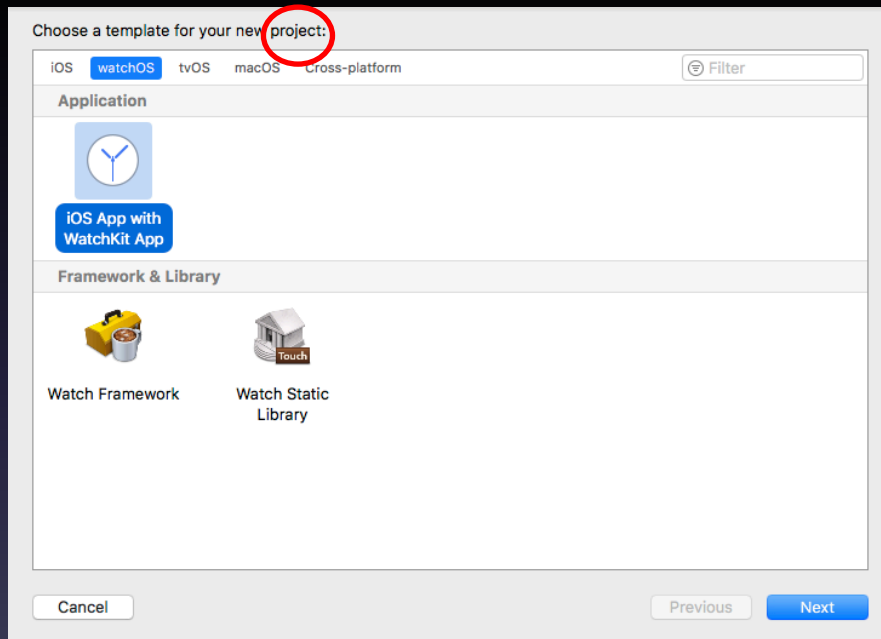 Choose a template for your new project:
iOS watchOS tvOS macOS Cross-platform Filter
Application
iOS App with
WatchKit App
Framework & Library
Touch
Watch Framework Watch Static
Library
Cancel Previous Next